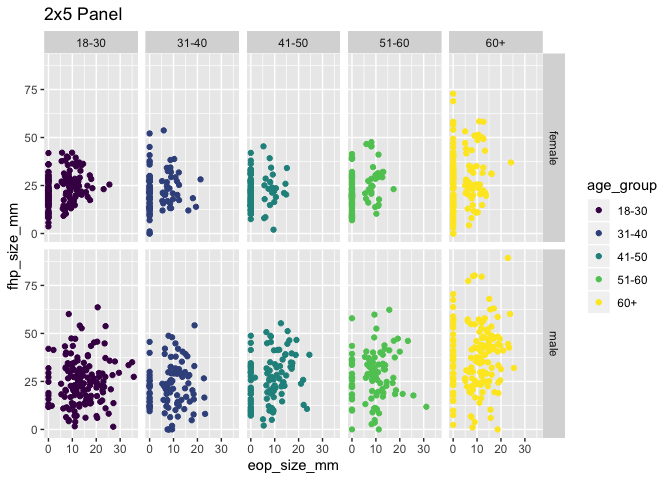 2x5 Panel
18-30 31-40 41-50 51-60 60+
75
50
25
0
female
75
50
25
0
male
fhp_size_mm
0 10 20 30 0 10 20 30 0 10 20 30 0 10 20 30 0 10 20 30
eop_size_mm
age_group
18-30
31-40
41-50
51-60
60+